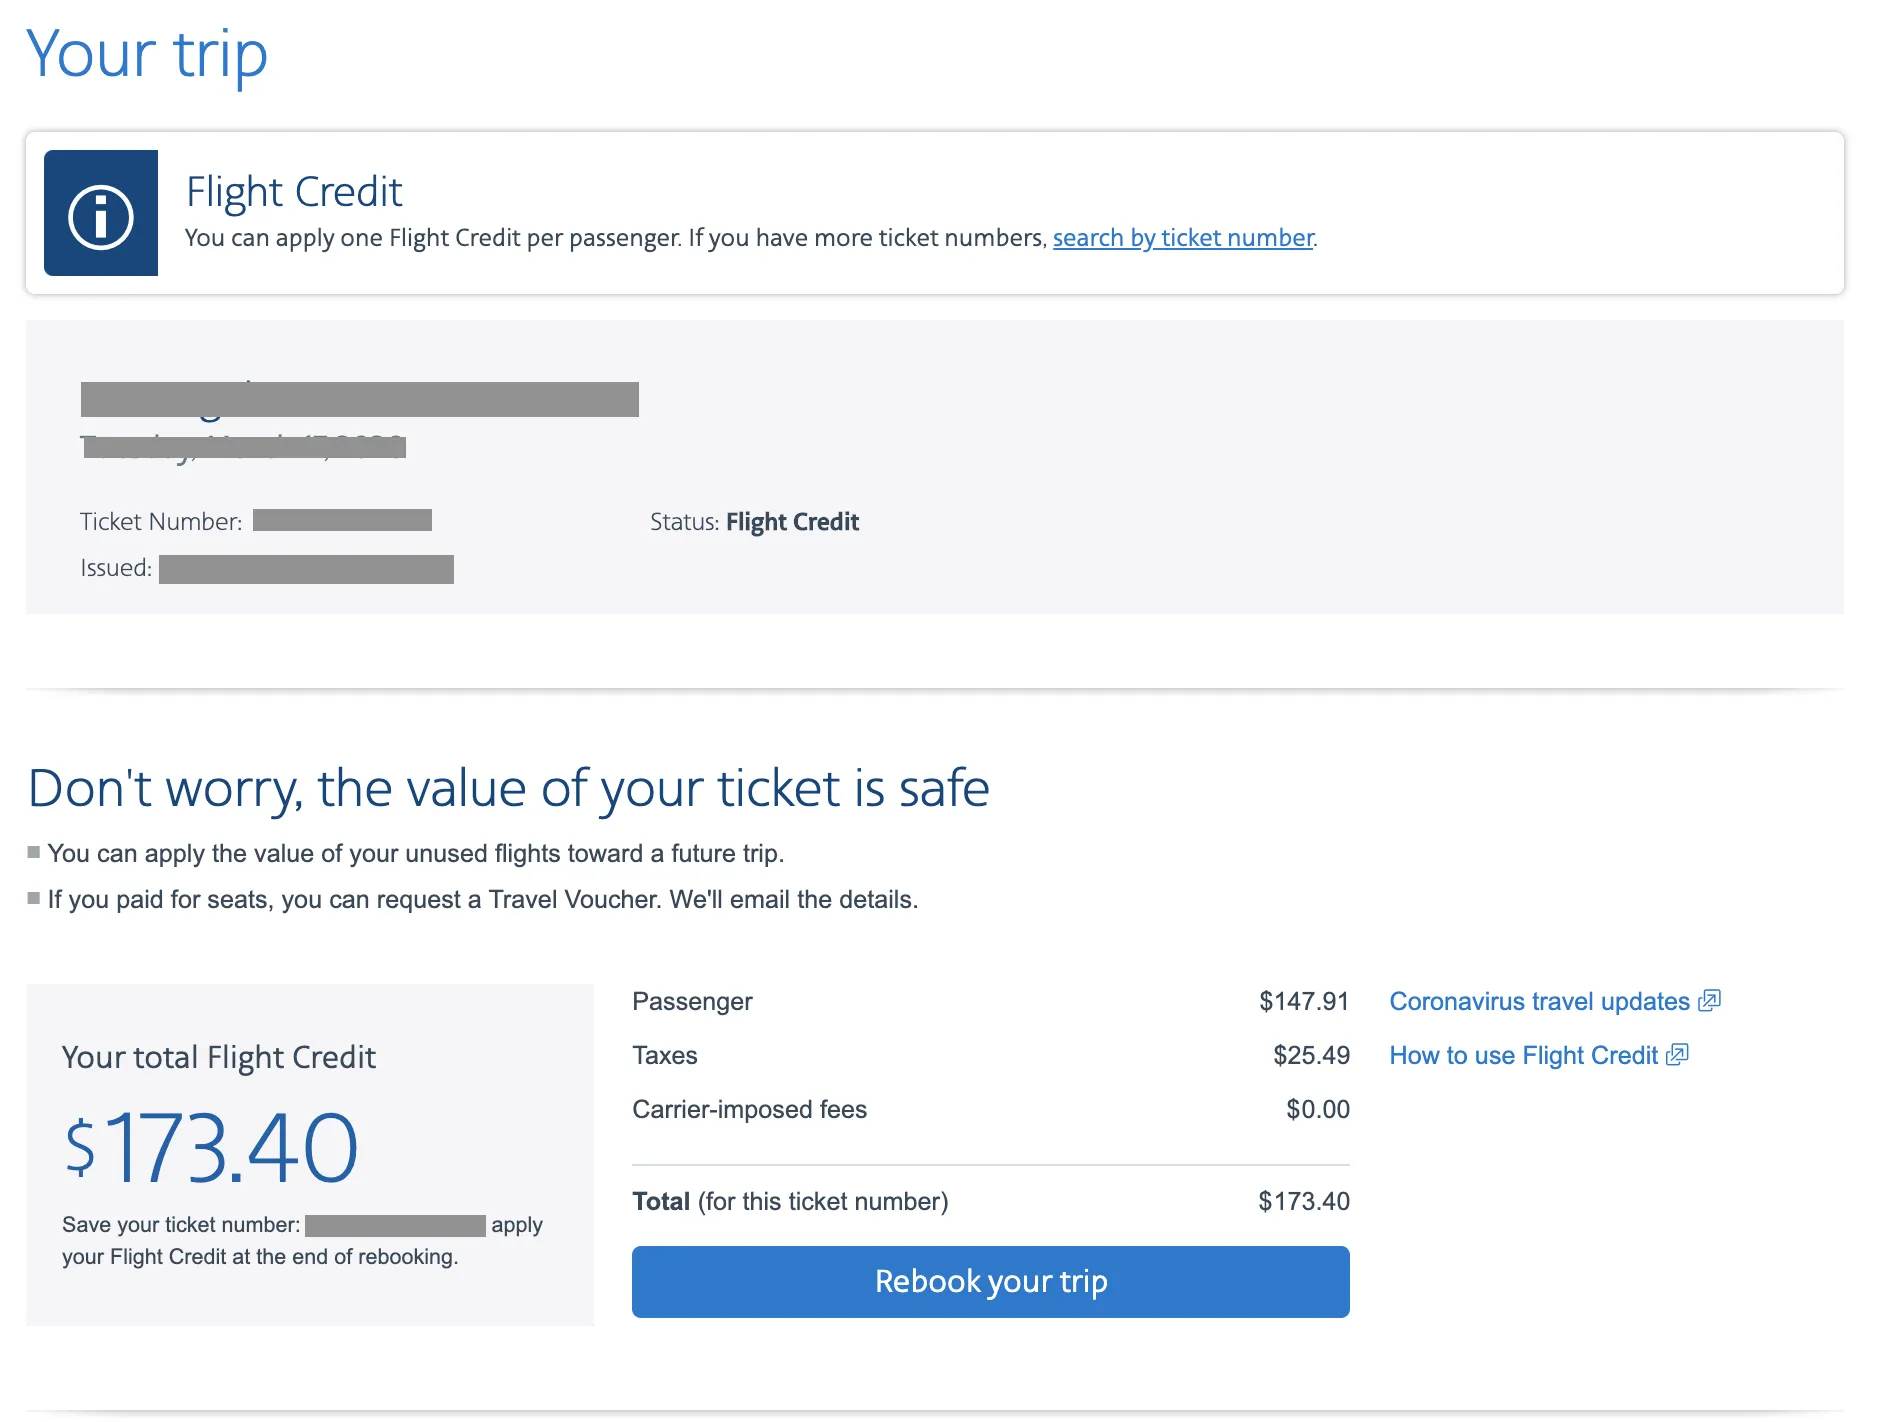 Your trip
Flight Credit
You can apply one Flight Credit per passenger. If you have more ticket numbers, search by ticket number.
Ticket Number:
Status: Flight Credit
Issued:
Don't worry, the value of your ticket is safe
You can apply the value of your unused flights toward a future trip.
If you paid for seats, you can request a Travel Voucher. We'll email the details.
Your total Flight Credit
$173.40
Save your ticket number: apply
your Flight Credit at the end of rebooking.
Passenger $147.91
Taxes $25.49
Carrier-imposed fees $0.00
Total (for this ticket number) $173.40
Rebook your trip
Coronavirus travel updates
How to use Flight Credit